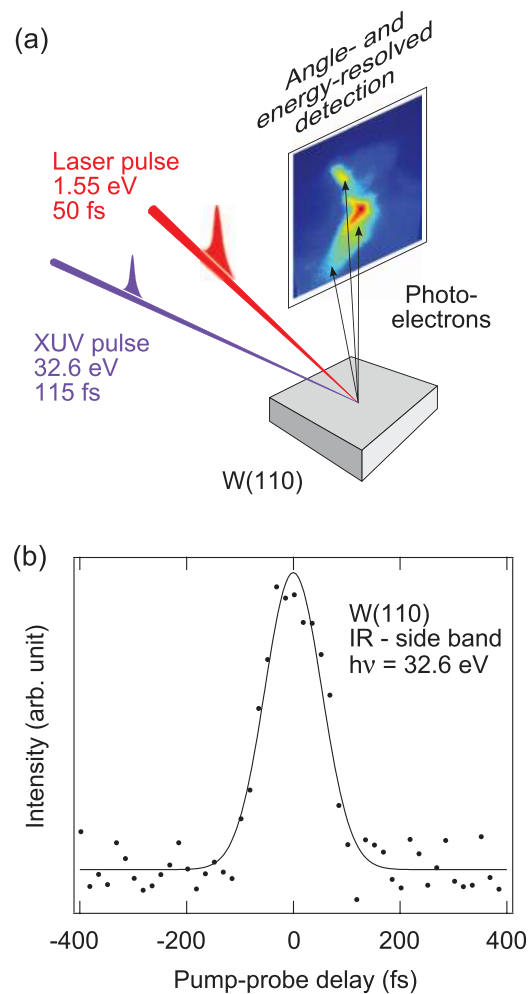 (a)
Angle- and
energy-resolved
detection
Laser pulse
1.55 eV
50 fs
Photo-
electrons
XUV pulse
32.6 eV
115 fs
W(110)
(b)
W(110)
IR - side band
hν = 32.6 eV
Intensity (arb. unit)
-400 -200 0 200 400
Pump-probe delay (fs)